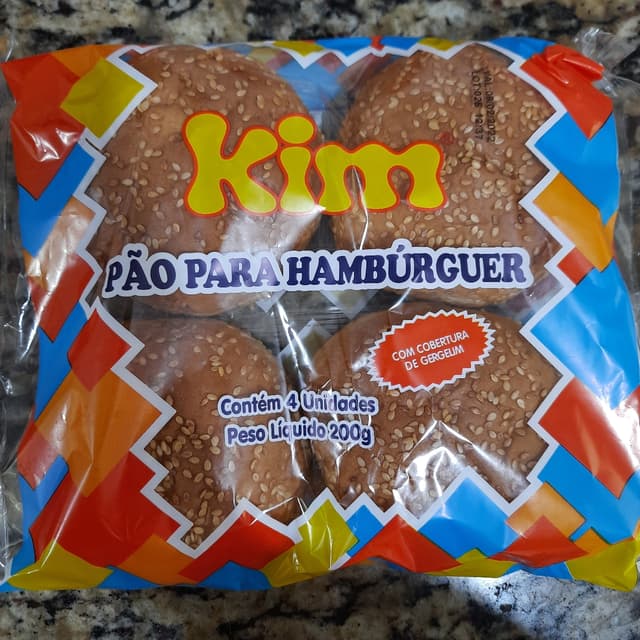 Kim
PÃO PARA HAMBÚRGUER
COM COBERTURA
DE GERGELIM
Contém 4 Unidades
Peso Líquido 200g